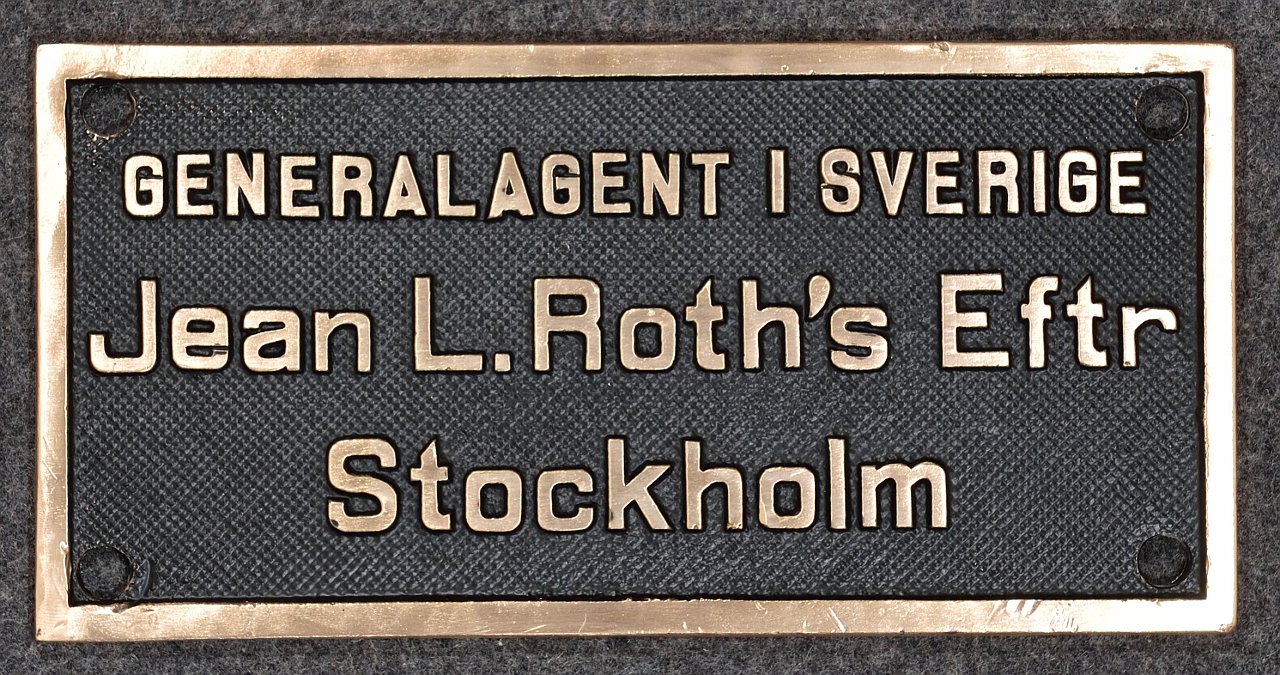 GENERALAGENT I SVERIGE
Jean L. Roth's Eftr
Stockholm